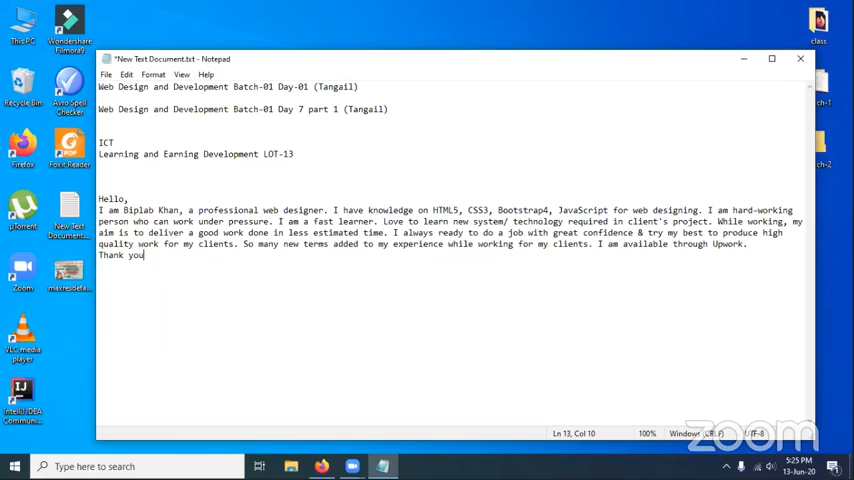 This PC
Wondershare
Filmora9
class
*New Text Document.txt - Notepad
File Edit Format View Help
Web Design and Development Batch-01 Day-01 (Tangail)
Recycle Bin
Avro Spell
Checker
Web Design and Development Batch-01 Day 7 part 1 (Tangail)
ICT
Learning and Earning Development LOT-13
Firefox
Foxit Reader
Hello,
I am Biplab Khan, a professional web designer. I have knowledge on HTML5, CSS3, Bootstrap4, JavaScript for web designing. I am hard-working
person who can work under pressure. I am a fast learner. Love to learn new system/ technology required in client's project. While working, my
aim is to deliver a good work done in less estimated time. I always ready to do a job with great confidence & try my best to produce high
quality work for my clients. So many new terms added to my experience while working for my clients. I am available through Upwork.
Thank you
µTorrent
New Text
Document....
Zoom
maxresdefa...
VLC media
player
IntelliJ IDEA
Communi...
Ln 13, Col 10
100%
Windows (CRLF)
UTF-8
zoom
Type here to search
5:25 PM
13-Jun-20